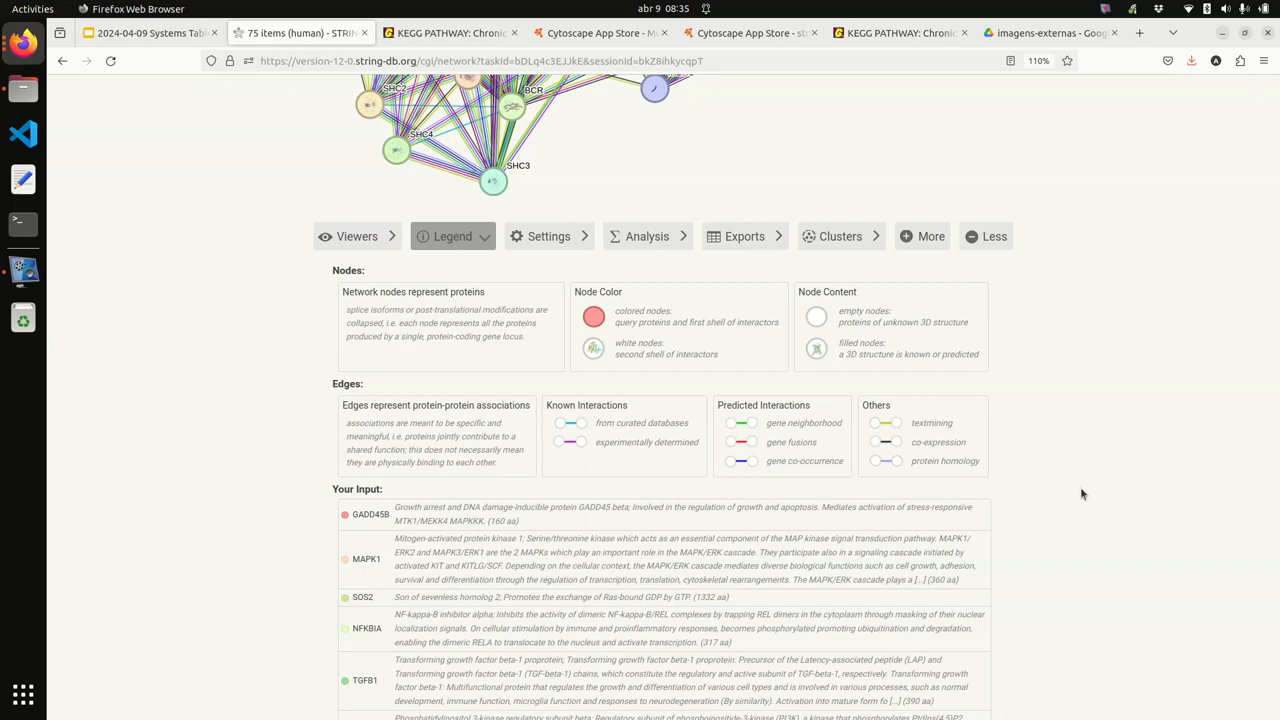 Activities
Firefox Web Browser
abr 9 08:35
2024-04-09 Systems Tabl
75 items (human) - STRIN
KEGG PATHWAY: Chronic
Cytoscape App Store - M
Cytoscape App Store - st
KEGG PATHWAY: Chronic
imagens-externas - Goog
https://version-12-0.string-db.org/cgi/network?taskId=bDLq4c3EJJkE&sessionId=bkZ8ihkycqpT
110%
SHC2
BCR
SHC4
SHC3
Viewers
Legend
Settings
Analysis
Exports
Clusters
More
Less
Nodes:
Network nodes represent proteins
splice isoforms or post-translational modifications are
collapsed, i.e. each node represents all the proteins
produced by a single, protein-coding gene locus.
Node Color
colored nodes:
query proteins and first shell of interactors
white nodes:
second shell of interactors
Node Content
empty nodes:
proteins of unknown 3D structure
filled nodes:
a 3D structure is known or predicted
Edges:
Edges represent protein-protein associations
associations are meant to be specific and
meaningful, i.e. proteins jointly contribute to a
shared function; this does not necessarily mean
they are physically binding to each other.
Known Interactions
from curated databases
experimentally determined
Predicted Interactions
gene neighborhood
gene fusions
gene co-occurrence
Others
textmining
co-expression
protein homology
Your Input:
GADD45B
Growth arrest and DNA damage-inducible protein GADD45 beta; Involved in the regulation of growth and apoptosis. Mediates activation of stress-responsive
MTK1/MEKK4 MAPKKK. (160 aa)
MAPK1
Mitogen-activated protein kinase 1; Serine/threonine kinase which acts as an essential component of the MAP kinase signal transduction pathway. MAPK1/
ERK2 and MAPK3/ERK1 are the 2 MAPKs which play an important role in the MAPK/ERK cascade. They participate also in a signaling cascade initiated by
activated KIT and KITLG/SCF. Depending on the cellular context, the MAPK/ERK cascade mediates diverse biological functions such as cell growth, adhesion,
survival and differentiation through the regulation of transcription, translation, cytoskeletal rearrangements. The MAPK/ERK cascade plays a [...] (360 aa)
SOS2
Son of sevenless homolog 2; Promotes the exchange of Ras-bound GDP by GTP. (1332 aa)
NFKBIA
NF-kappa-B inhibitor alpha; Inhibits the activity of dimeric NF-kappa-B/REL complexes by trapping REL dimers in the cytoplasm through masking of their nuclear
localization signals. On cellular stimulation by immune and proinflammatory responses, becomes phosphorylated promoting ubiquitination and degradation,
enabling the dimeric RELA to translocate to the nucleus and activate transcription. (317 aa)
TGFB1
Transforming growth factor beta-1 proprotein; Transforming growth factor beta-1 proprotein: Precursor of the Latency-associated peptide (LAP) and
Transforming growth factor beta-1 (TGF-beta-1) chains, which constitute the regulatory and active subunit of TGF-beta-1, respectively. Transforming growth
factor beta-1: Multifunctional protein that regulates the growth and differentiation of various cell types and is involved in various processes, such as normal
development, immune function, microglia function and responses to neurodegeneration (By similarity). Activation into mature form fo [...] (390 aa)
Phosphatidylinositol 3-kinase regulatory subunit beta; Regulatory subunit of phosphoinositide-3-kinase (PI3K), a kinase that phosphorylates PtdIns(4,5)P2